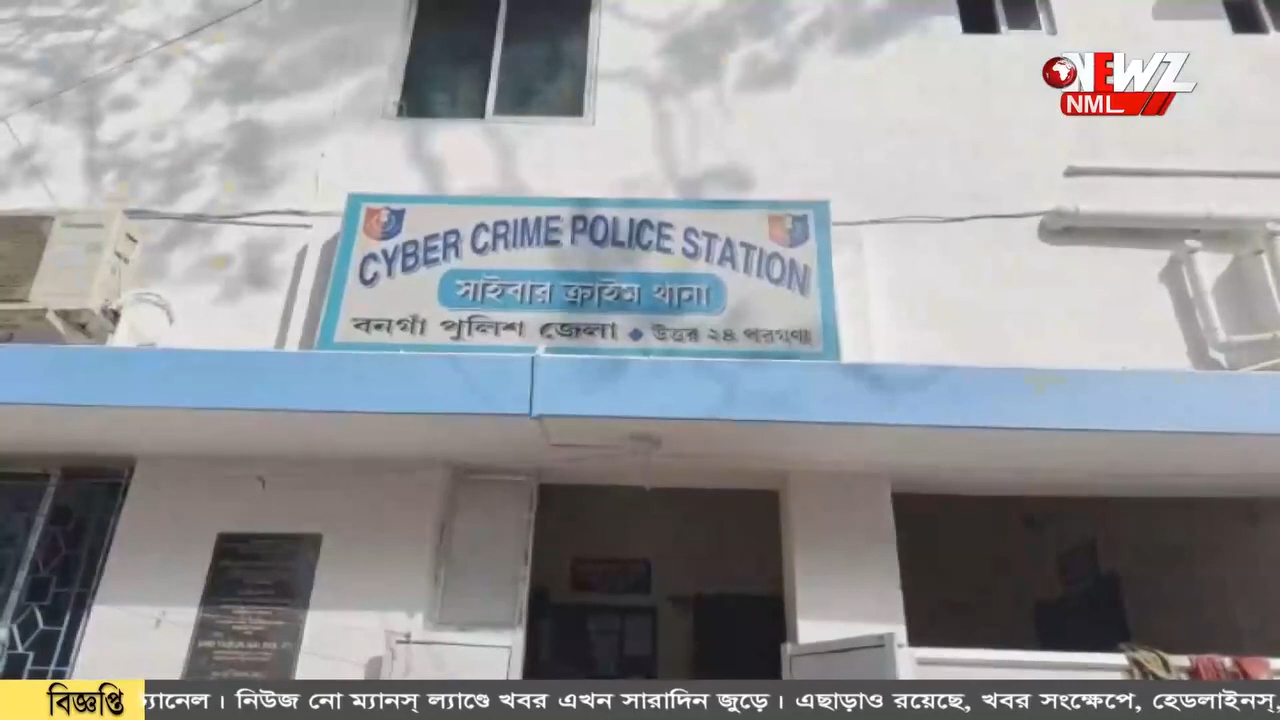 NEWZ
NML
CYBER CRIME POLICE STATION
সাইবার ক্রাইম থানা
বনগাঁ পুলিশ জেলা ◆ উত্তর ২৪ পরগণা
বিজ্ঞপ্তি
চ্যানেল । নিউজ নো ম্যানস্ ল্যাণ্ডে খবর এখন সারাদিন জুড়ে । এছাড়াও রয়েছে, খবর সংক্ষেপে, হেডলাইনস্,